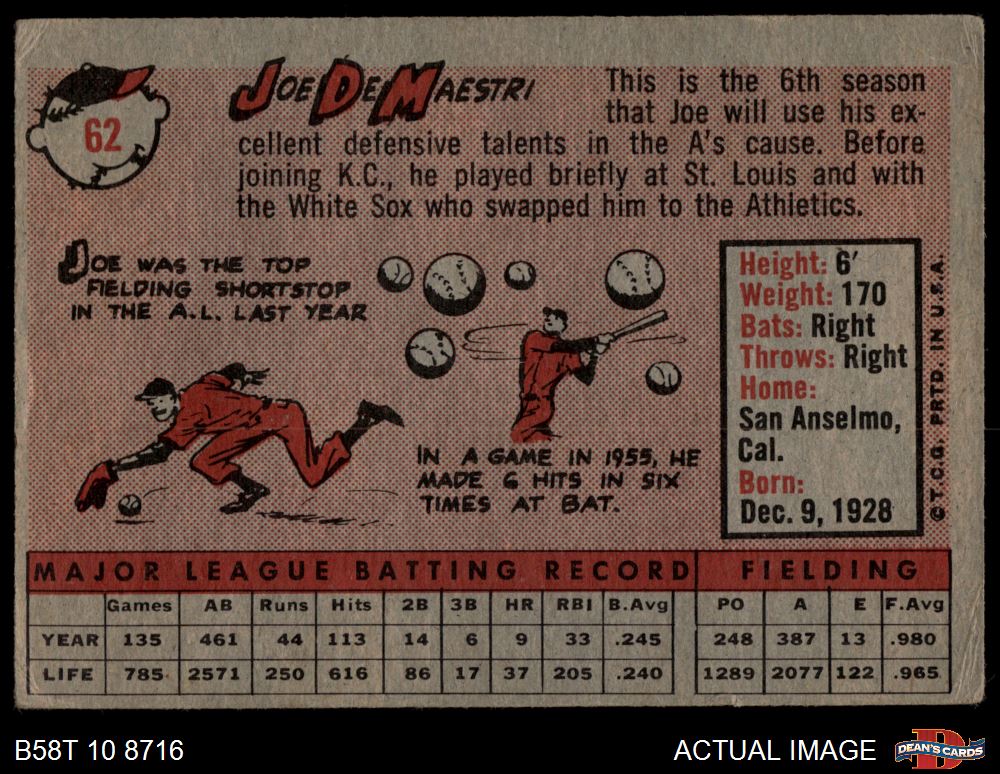 62
JOE DE MAESTRI
This is the 6th season
that Joe will use his ex-
cellent defensive talents in the A's cause. Before
joining K.C., he played briefly at St. Louis and with
the White Sox who swapped him to the Athletics.
JOE WAS THE TOP
FIELDING SHORTSTOP
IN THE A.L. LAST YEAR
IN A GAME IN 1955, HE
MADE 6 HITS IN SIX
TIMES AT BAT.
Height: 6'
Weight: 170
Bats: Right
Throws: Right
Home:
San Anselmo,
Cal.
Born:
Dec. 9, 1928
© T.C.G. PRTD. IN U.S.A.
MAJOR LEAGUE BATTING RECORD FIELDING
Games AB Runs Hits 2B 3B HR RBI B.Avg PO A E F.Avg
YEAR 135 461 44 113 14 6 9 33 .245 248 387 13 .980
LIFE 785 2571 250 616 86 17 37 205 .240 1289 2077 122 .965
B58T 10 8716 ACTUAL IMAGE DEAN'S CARDS